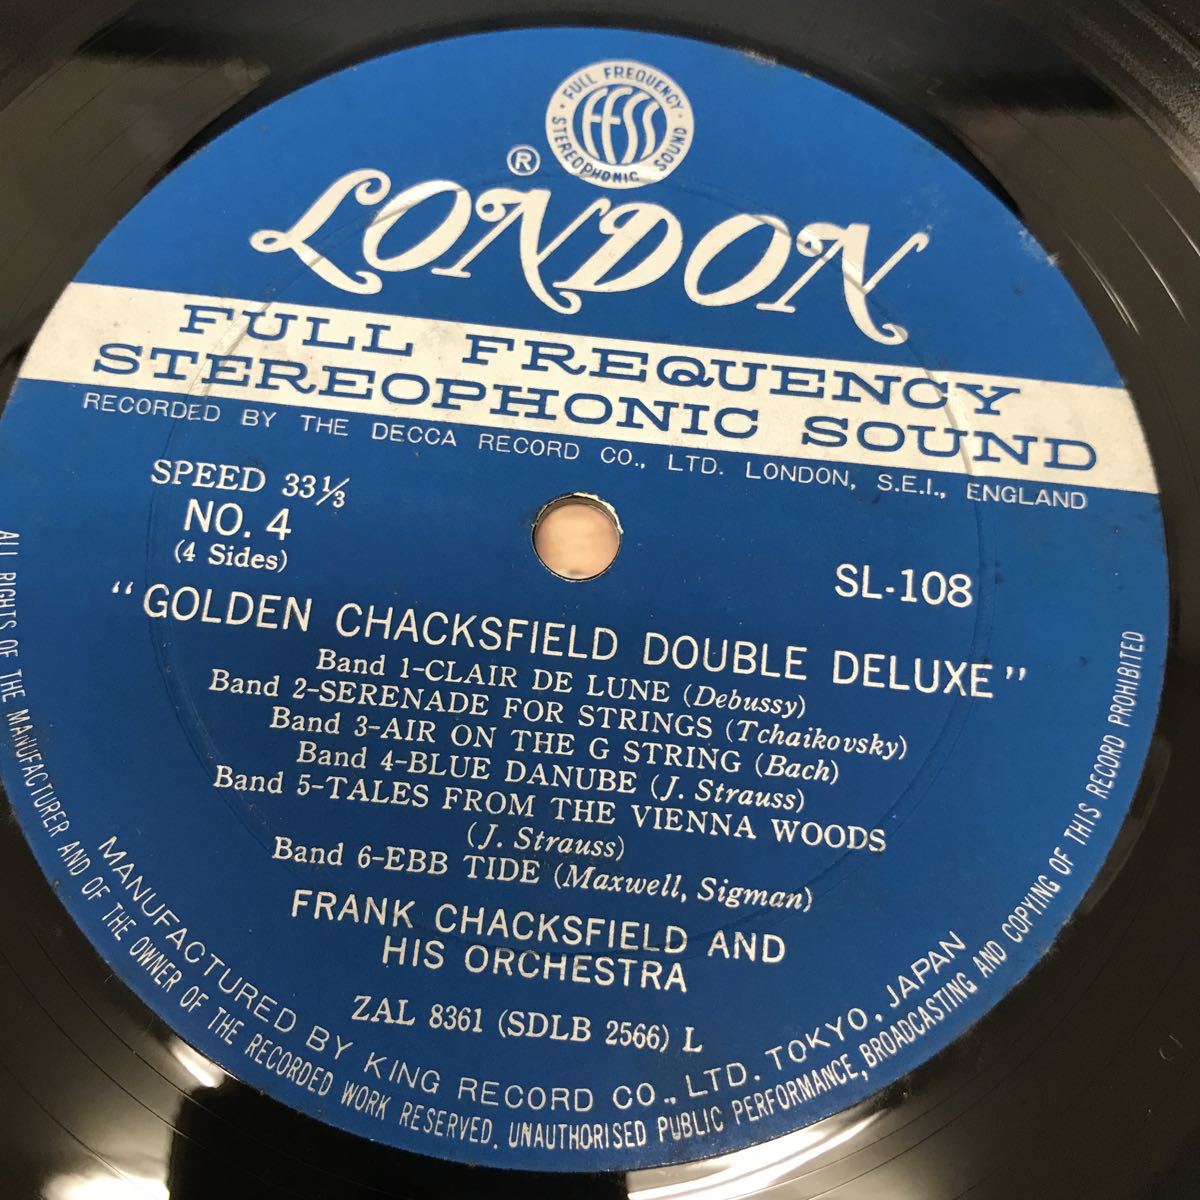 FULL FREQUENCY
FFSS
STEREOPHONIC SOUND
®
LONDON
FULL FREQUENCY
STEREOPHONIC SOUND
RECORDED BY THE DECCA RECORD CO., LTD. LONDON, S.E.I., ENGLAND
SPEED 33⅓
NO. 4
(4 Sides)
SL-108
"GOLDEN CHACKSFIELD DOUBLE DELUXE"
Band 1-CLAIR DE LUNE (Debussy)
Band 2-SERENADE FOR STRINGS (Tchaikovsky)
Band 3-AIR ON THE G STRING (Bach)
Band 4-BLUE DANUBE (J. Strauss)
Band 5-TALES FROM THE VIENNA WOODS
(J. Strauss)
Band 6-EBB TIDE (Maxwell, Sigman)
FRANK CHACKSFIELD AND
HIS ORCHESTRA
ZAL 8361 (SDLB 2566) L
MANUFACTURED BY KING RECORD CO., LTD. TOKYO, JAPAN
ALL RIGHTS OF THE MANUFACTURER AND OF THE OWNER OF THE RECORDED WORK RESERVED. UNAUTHORISED PUBLIC PERFORMANCE, BROADCASTING AND COPYING OF THIS RECORD PROHIBITED